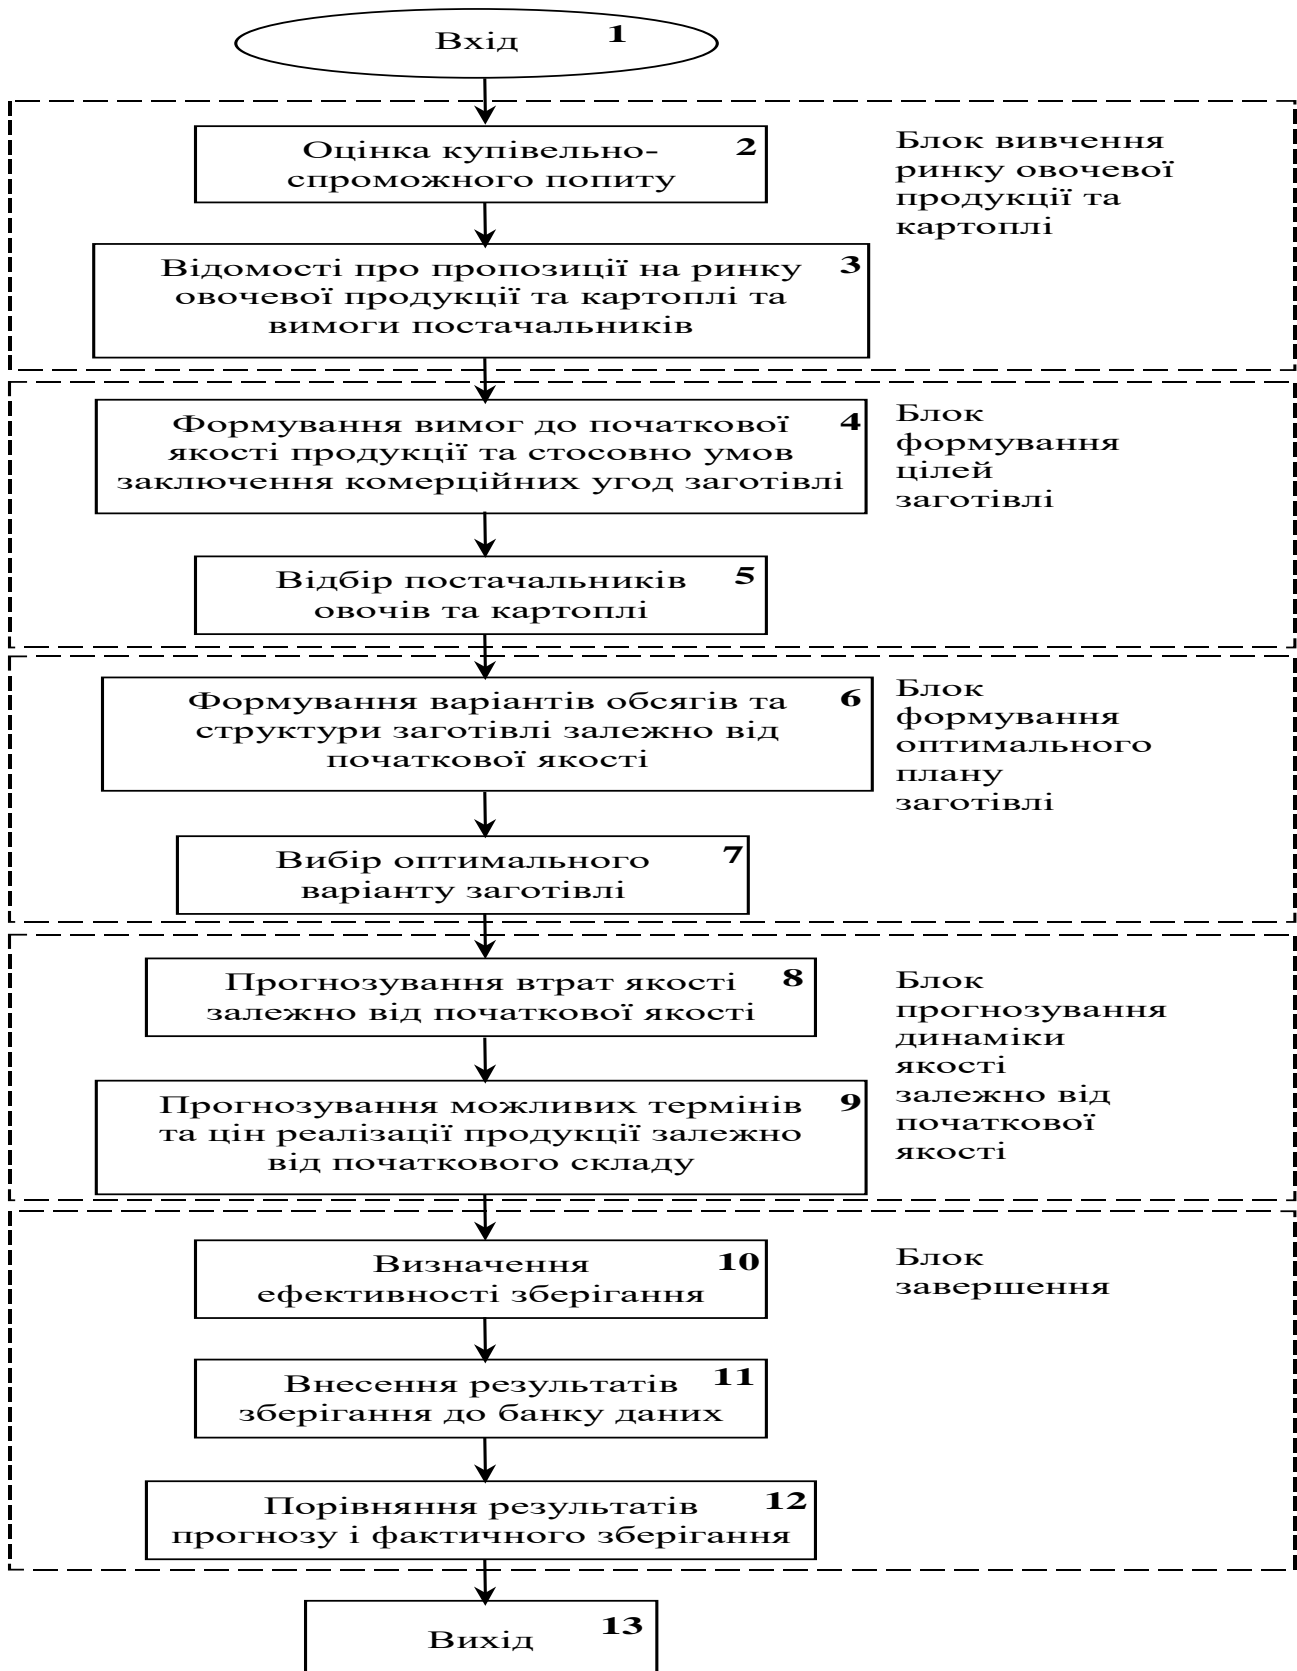 Вхід 1
Оцінка купівельно- 2
спроможного попиту
Блок вивчення
ринку овочевої
продукції та
картоплі
Відомості про пропозиції на ринку 3
овочевої продукції та картоплі та
вимоги постачальників
Формування вимог до початкової 4
якості продукції та стосовно умов
заключення комерційних угод заготівлі
Блок
формування
цілей
заготівлі
Відбір постачальників 5
овочів та картоплі
Формування варіантів обсягів та 6
структури заготівлі залежно від
початкової якості
Блок
формування
оптимального
плану
заготівлі
Вибір оптимального 7
варіанту заготівлі
Прогнозування втрат якості 8
залежно від початкової якості
Блок
прогнозування
динаміки
якості
залежно від
початкової
якості
Прогнозування можливих термінів 9
та цін реалізації продукції залежно
від початкового складу
Визначення 10
ефективності зберігання
Блок
завершення
Внесення результатів 11
зберігання до банку даних
Порівняння результатів 12
прогнозу і фактичного зберігання
Вихід 13